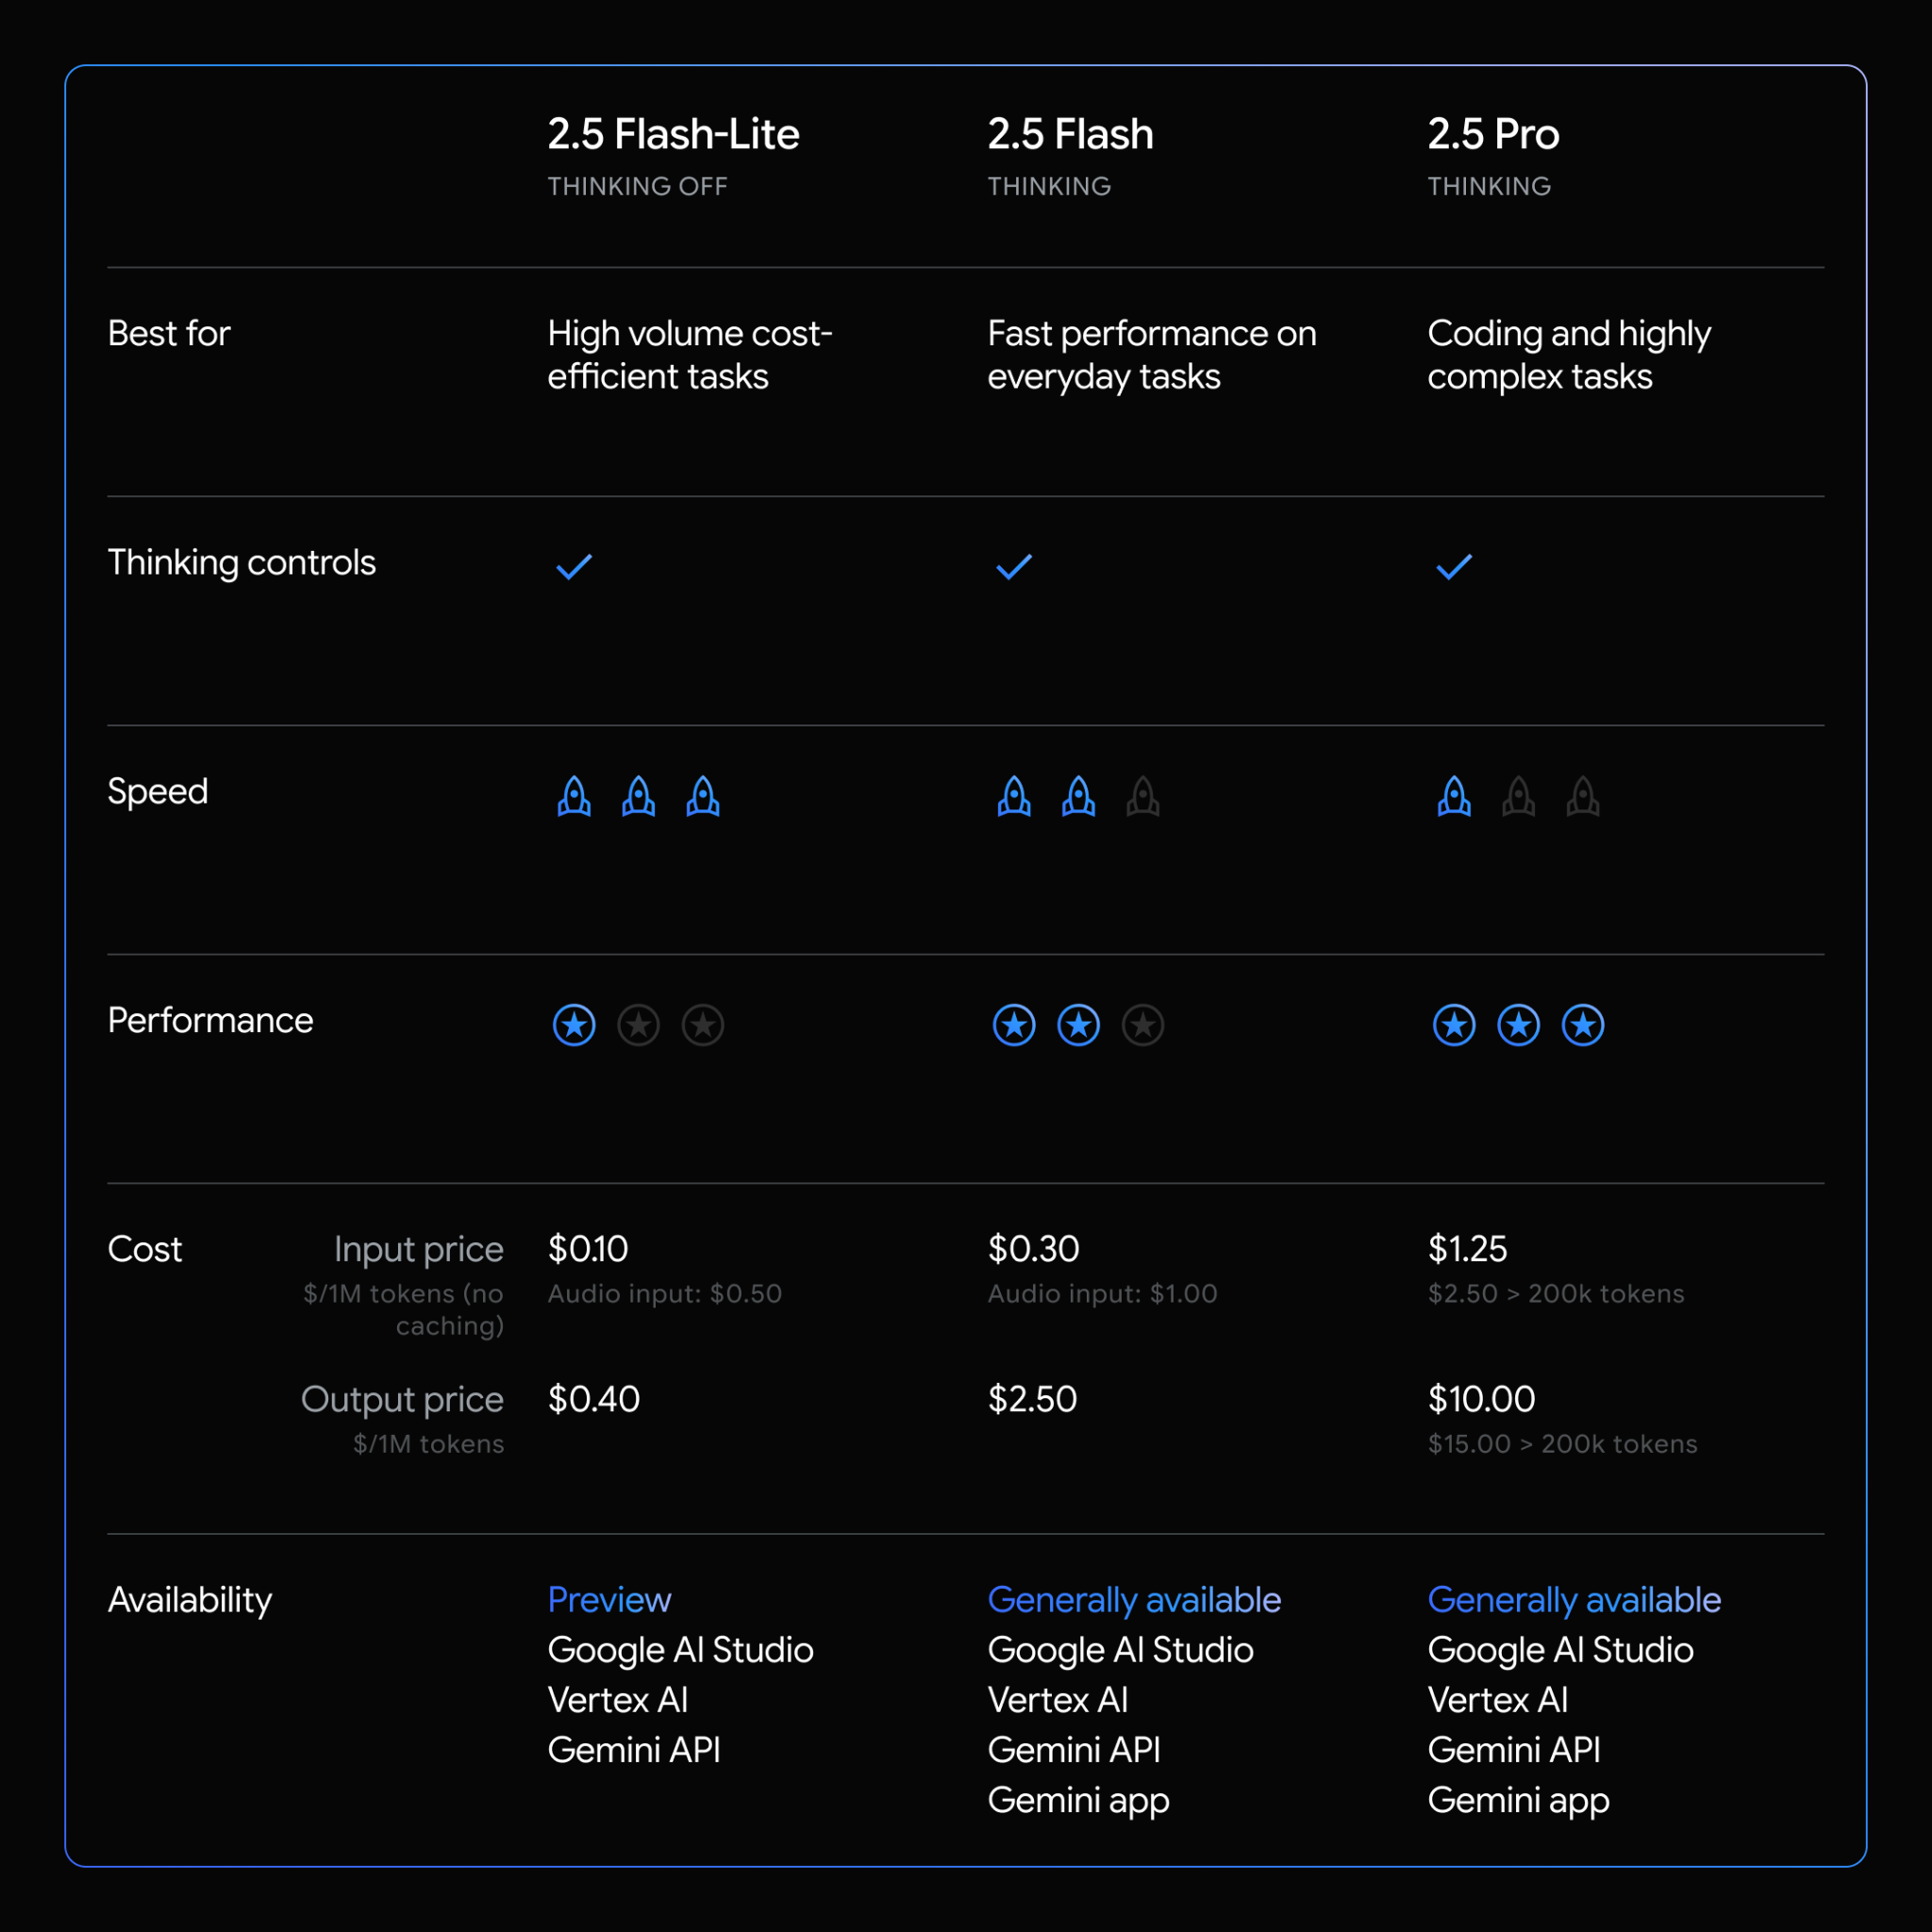 2.5 Flash-Lite
THINKING OFF
2.5 Flash
THINKING
2.5 Pro
THINKING
Best for
High volume cost-
efficient tasks
Fast performance on
everyday tasks
Coding and highly
complex tasks
Thinking controls
Speed
Performance
Cost
Input price
$/1M tokens (no
caching)
$0.10
Audio input: $0.50
$0.30
Audio input: $1.00
$1.25
$2.50 > 200k tokens
Output price
$/1M tokens
$0.40
$2.50
$10.00
$15.00 > 200k tokens
Availability
Preview
Google AI Studio
Vertex AI
Gemini API
Generally available
Google AI Studio
Vertex AI
Gemini API
Gemini app
Generally available
Google AI Studio
Vertex AI
Gemini API
Gemini app